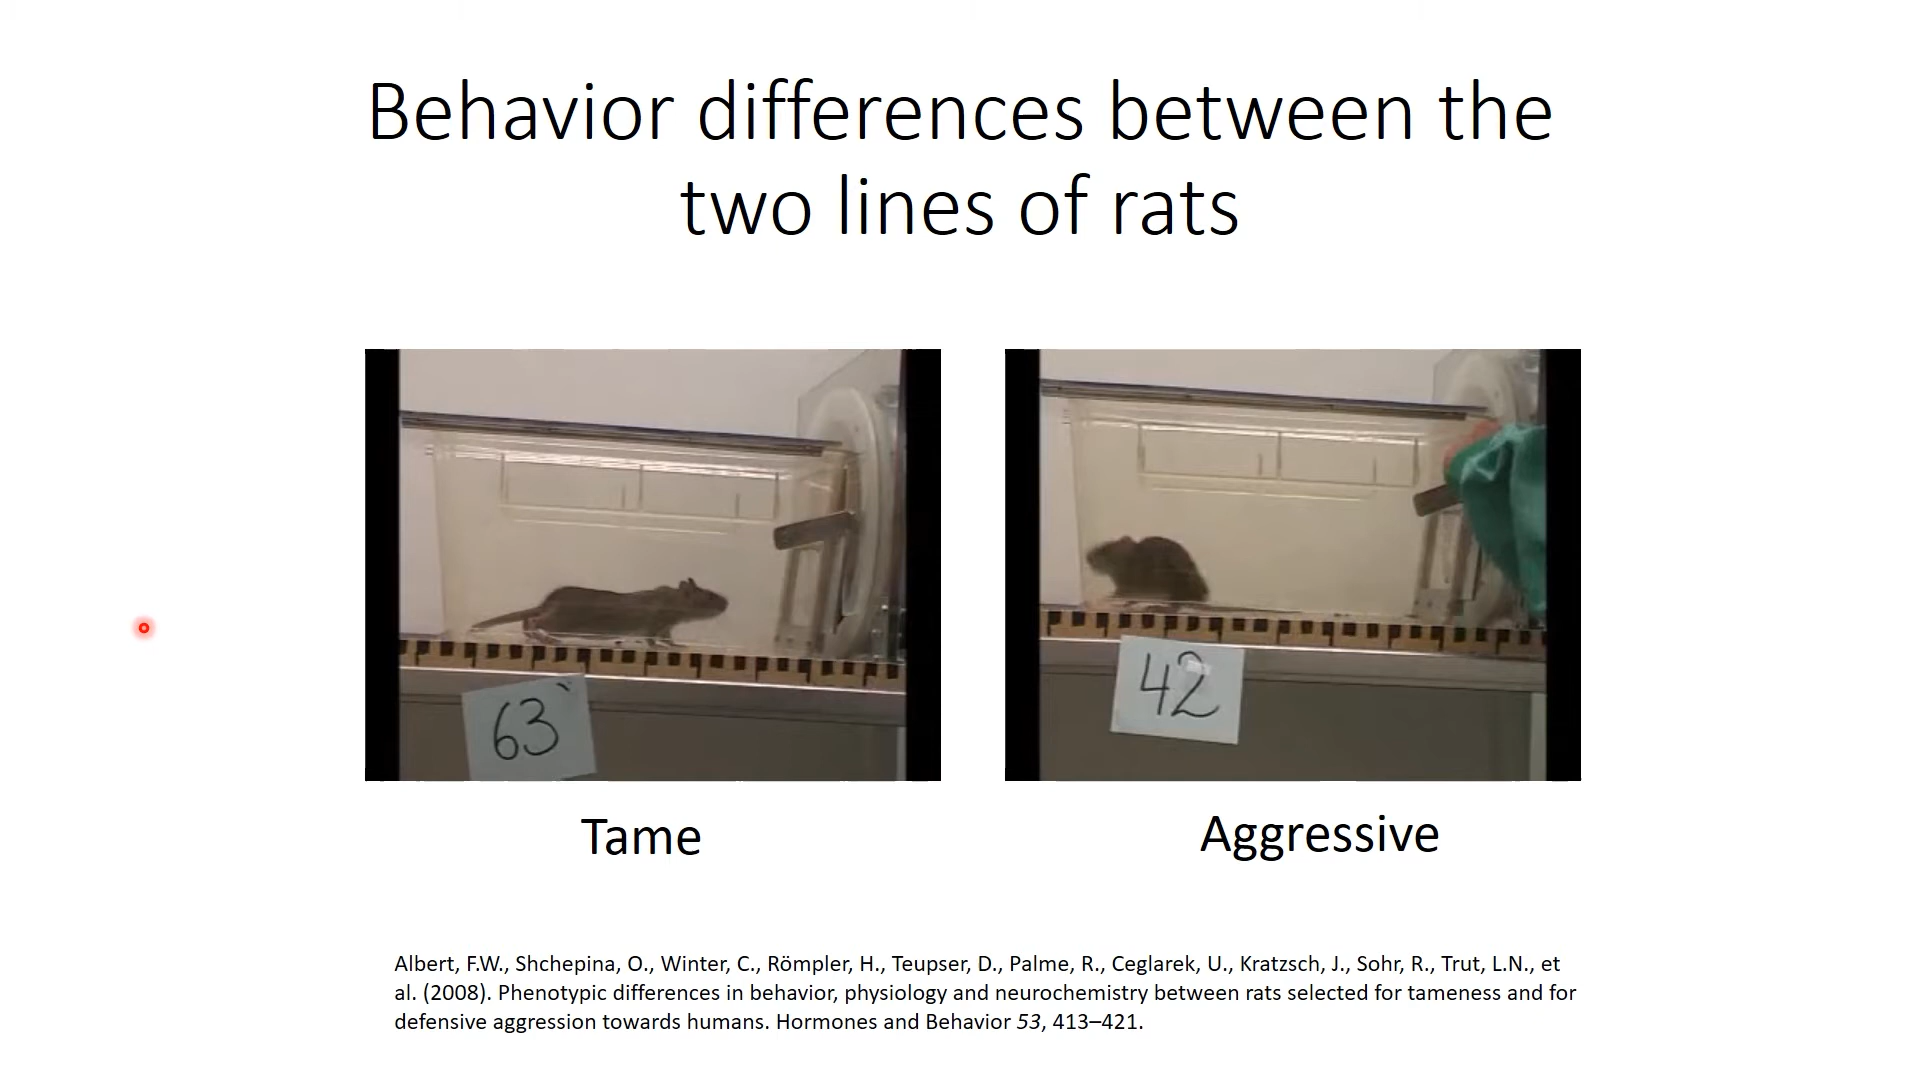 Behavior differences between the
two lines of rats
63
42
Tame
Aggressive
Albert, F.W., Shchepina, O., Winter, C., Römpler, H., Teupser, D., Palme, R., Ceglarek, U., Kratzsch, J., Sohr, R., Trut, L.N., et
al. (2008). Phenotypic differences in behavior, physiology and neurochemistry between rats selected for tameness and for
defensive aggression towards humans. Hormones and Behavior 53, 413–421.